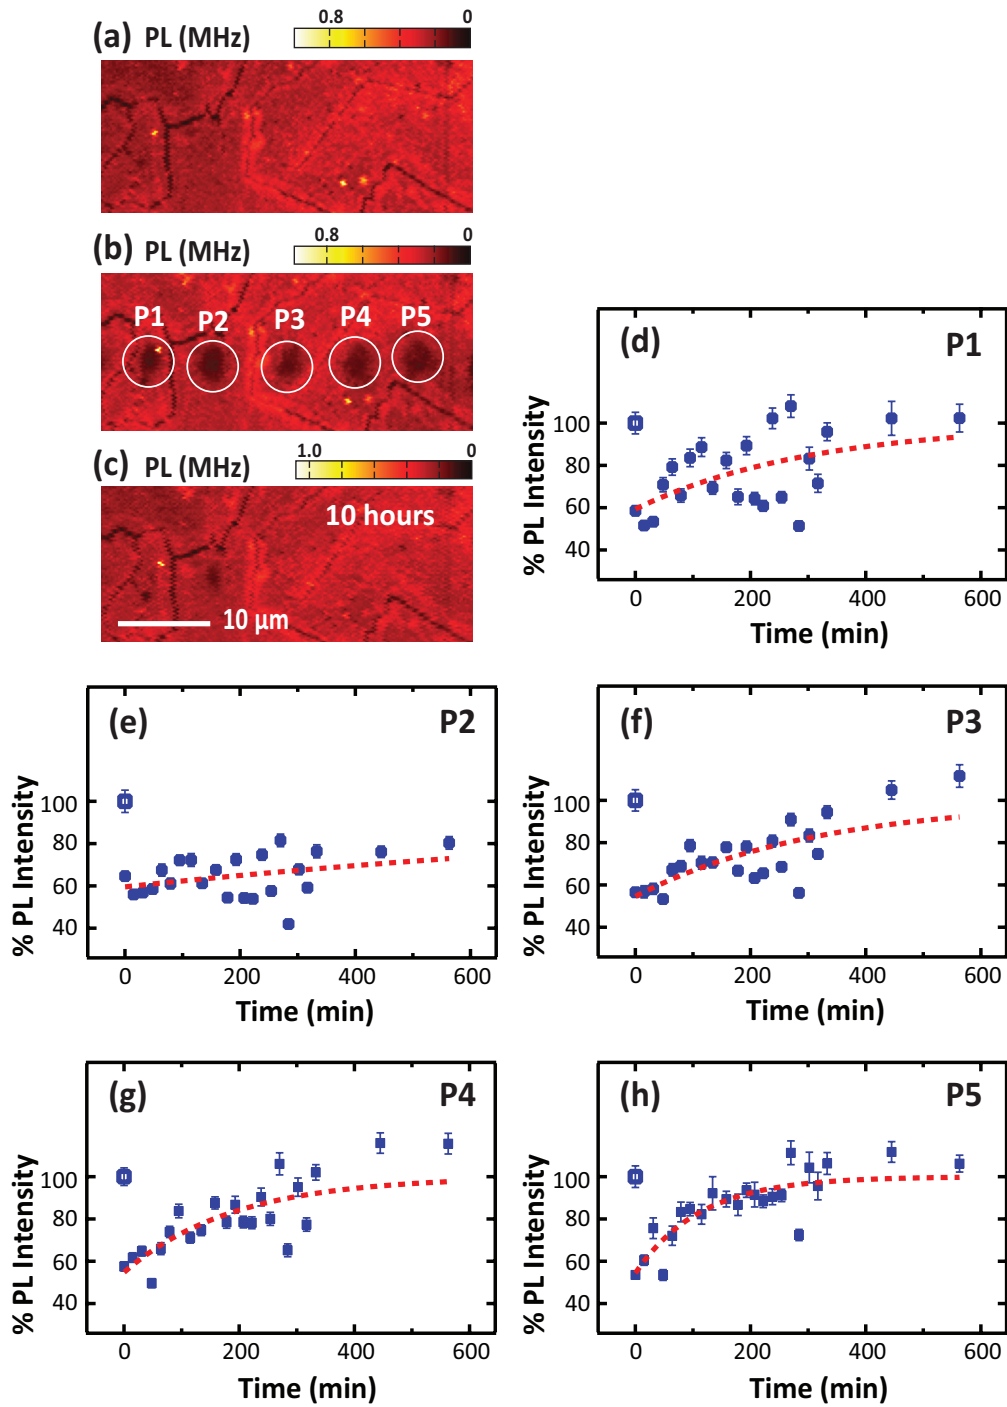 (a) PL (MHz) 0.8 0
(b) PL (MHz) 0.8 0
P1 P2 P3 P4 P5
(c) PL (MHz) 1.0 0
10 hours
10 µm
(d) P1
% PL Intensity
100
80
60
40
0 200 400 600
Time (min)
(e) P2
% PL Intensity
100
80
60
40
0 200 400 600
Time (min)
(f) P3
% PL Intensity
100
80
60
40
0 200 400 600
Time (min)
(g) P4
% PL Intensity
100
80
60
40
0 200 400 600
Time (min)
(h) P5
% PL Intensity
100
80
60
40
0 200 400 600
Time (min)